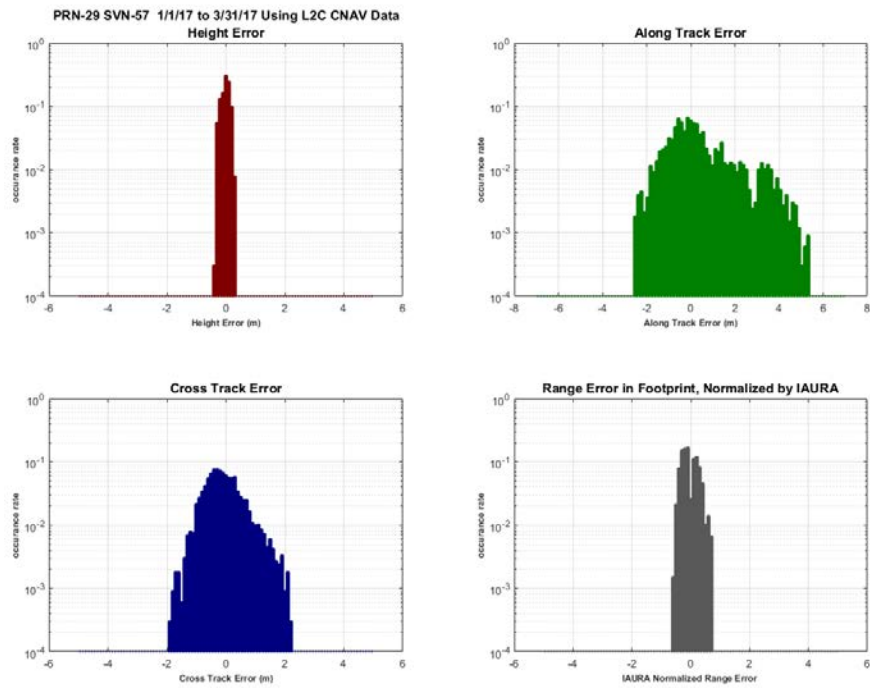 PRN-29 SVN-57 1/1/17 to 3/31/17 Using L2C CNAV Data
Height Error
10^0
10^-1
10^-2
10^-3
10^-4
occurance rate
-6 -4 -2 0 2 4 6
Height Error (m)
Along Track Error
10^0
10^-1
10^-2
10^-3
10^-4
occurance rate
-8 -6 -4 -2 0 2 4 6 8
Along Track Error (m)
Cross Track Error
10^0
10^-1
10^-2
10^-3
10^-4
occurance rate
-6 -4 -2 0 2 4 6
Cross Track Error (m)
Range Error in Footprint, Normalized by IAURA
10^0
10^-1
10^-2
10^-3
10^-4
occurance rate
-6 -4 -2 0 2 4 6
IAURA Normalized Range Error